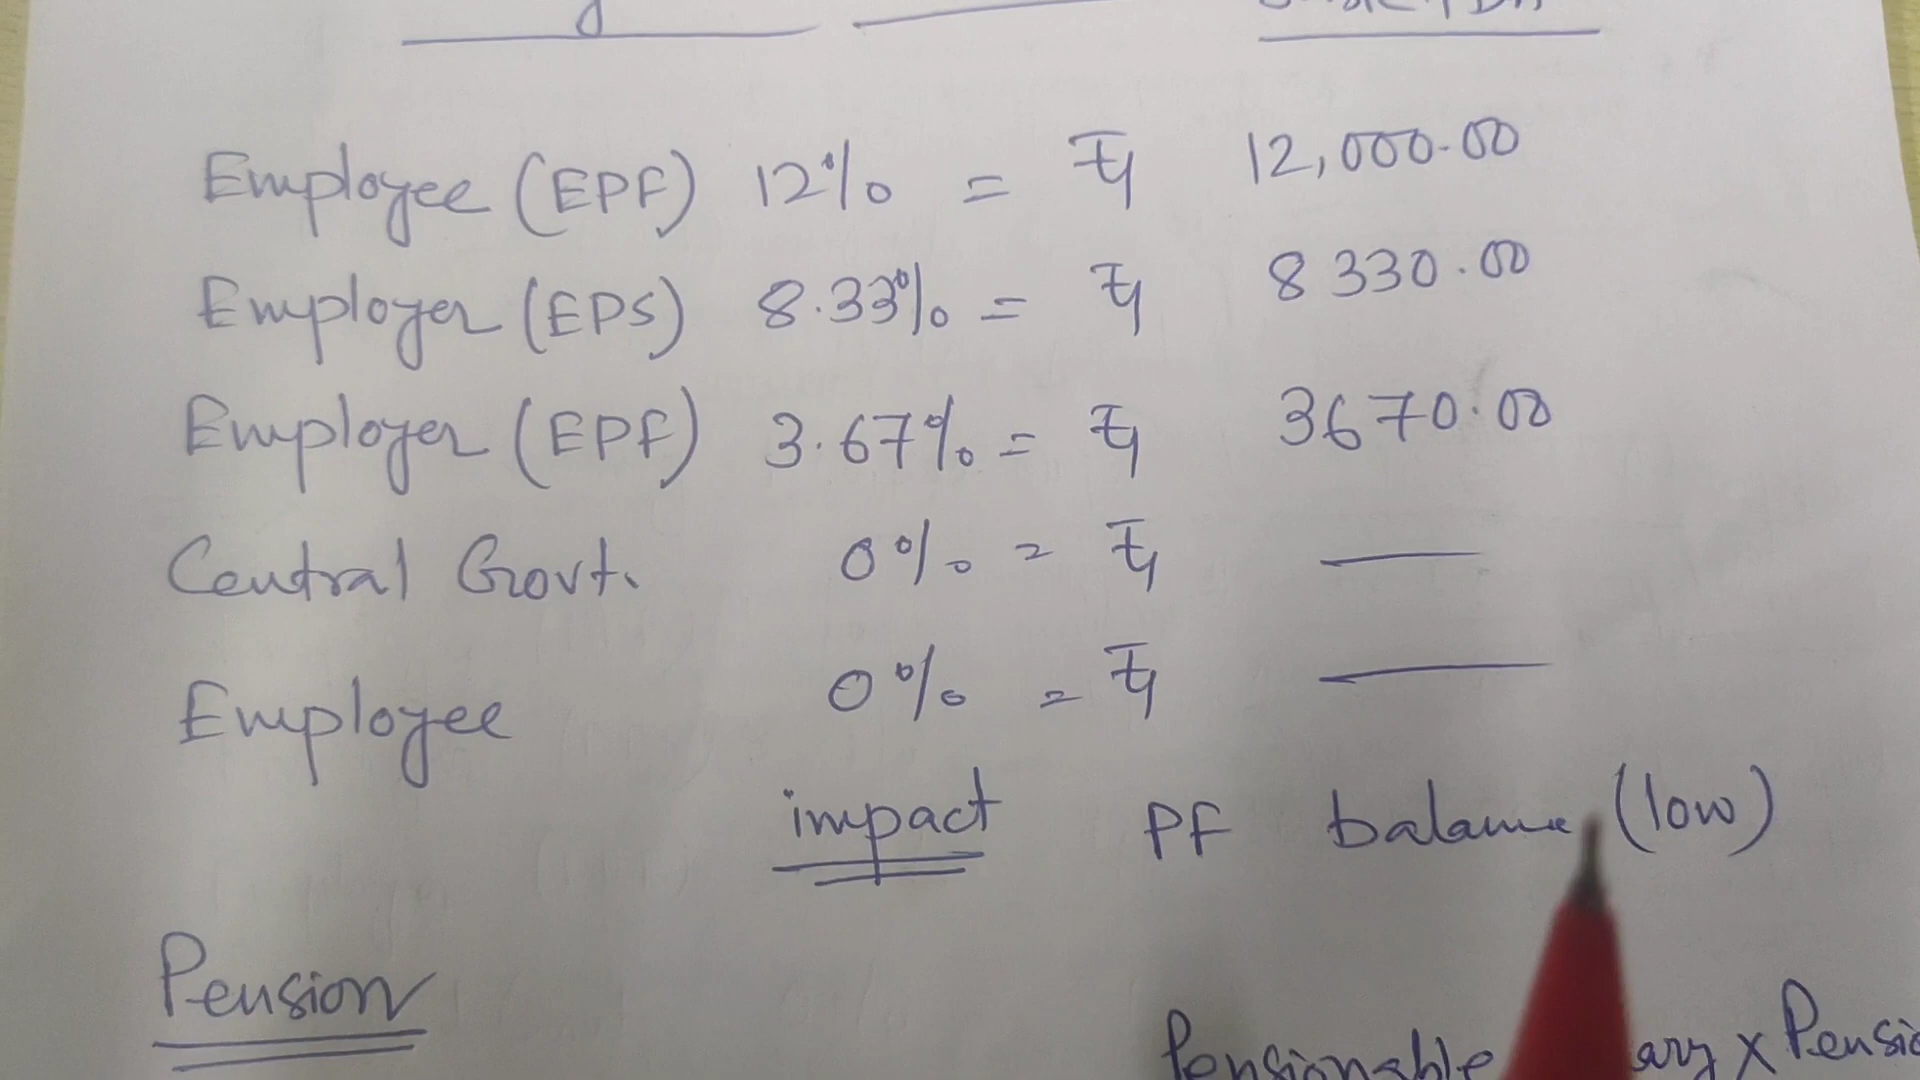 Employee (EPF) 12% = ₹ 12,000.00
Employer (EPS) 8.33% = ₹ 8330.00
Employer (EPF) 3.67% = ₹ 3670.00
Central Govt. 0% = ₹ —
Employee 0% = ₹ —
impact PF balance (low)
Pension
Pensionable x